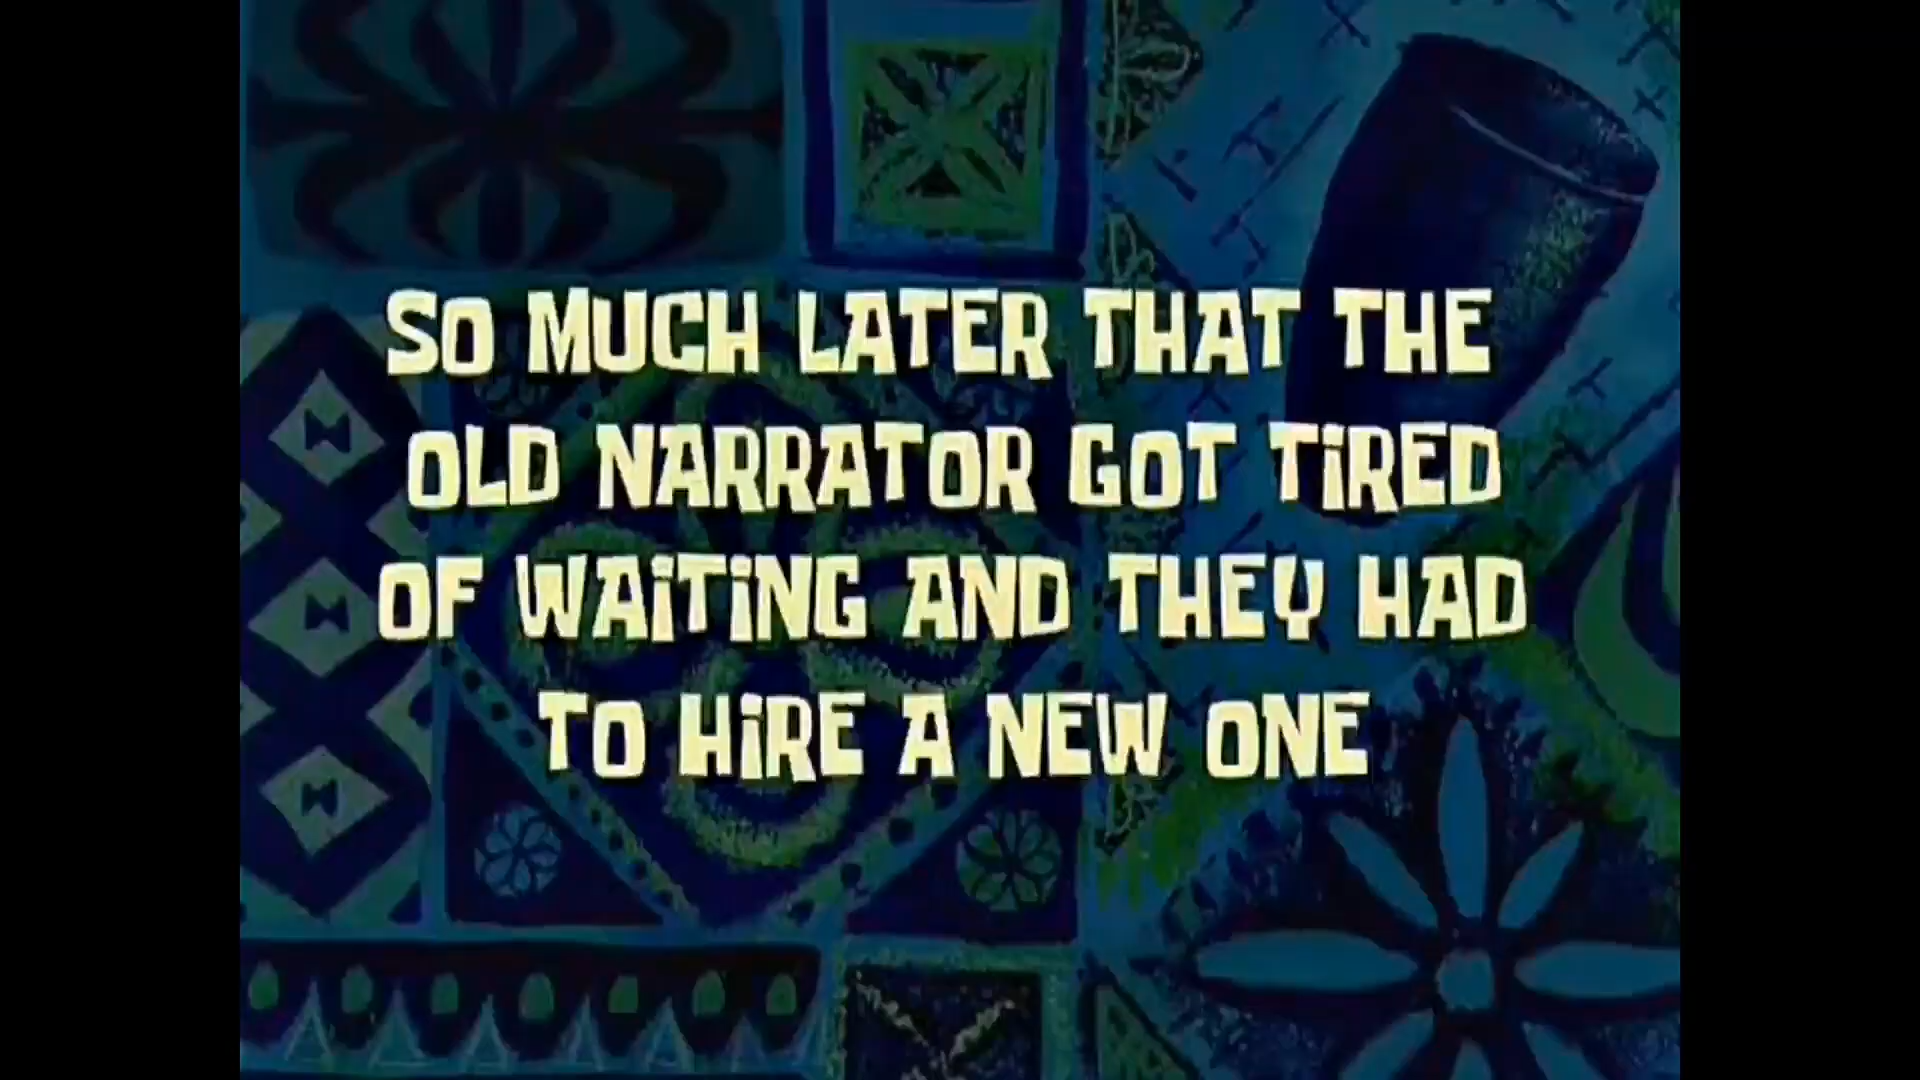 SO MUCH LATER THAT THE
OLD NARRATOR GOT TiRED
OF WAiTiNG AND THEY HAD
TO HiRE A NEW ONE